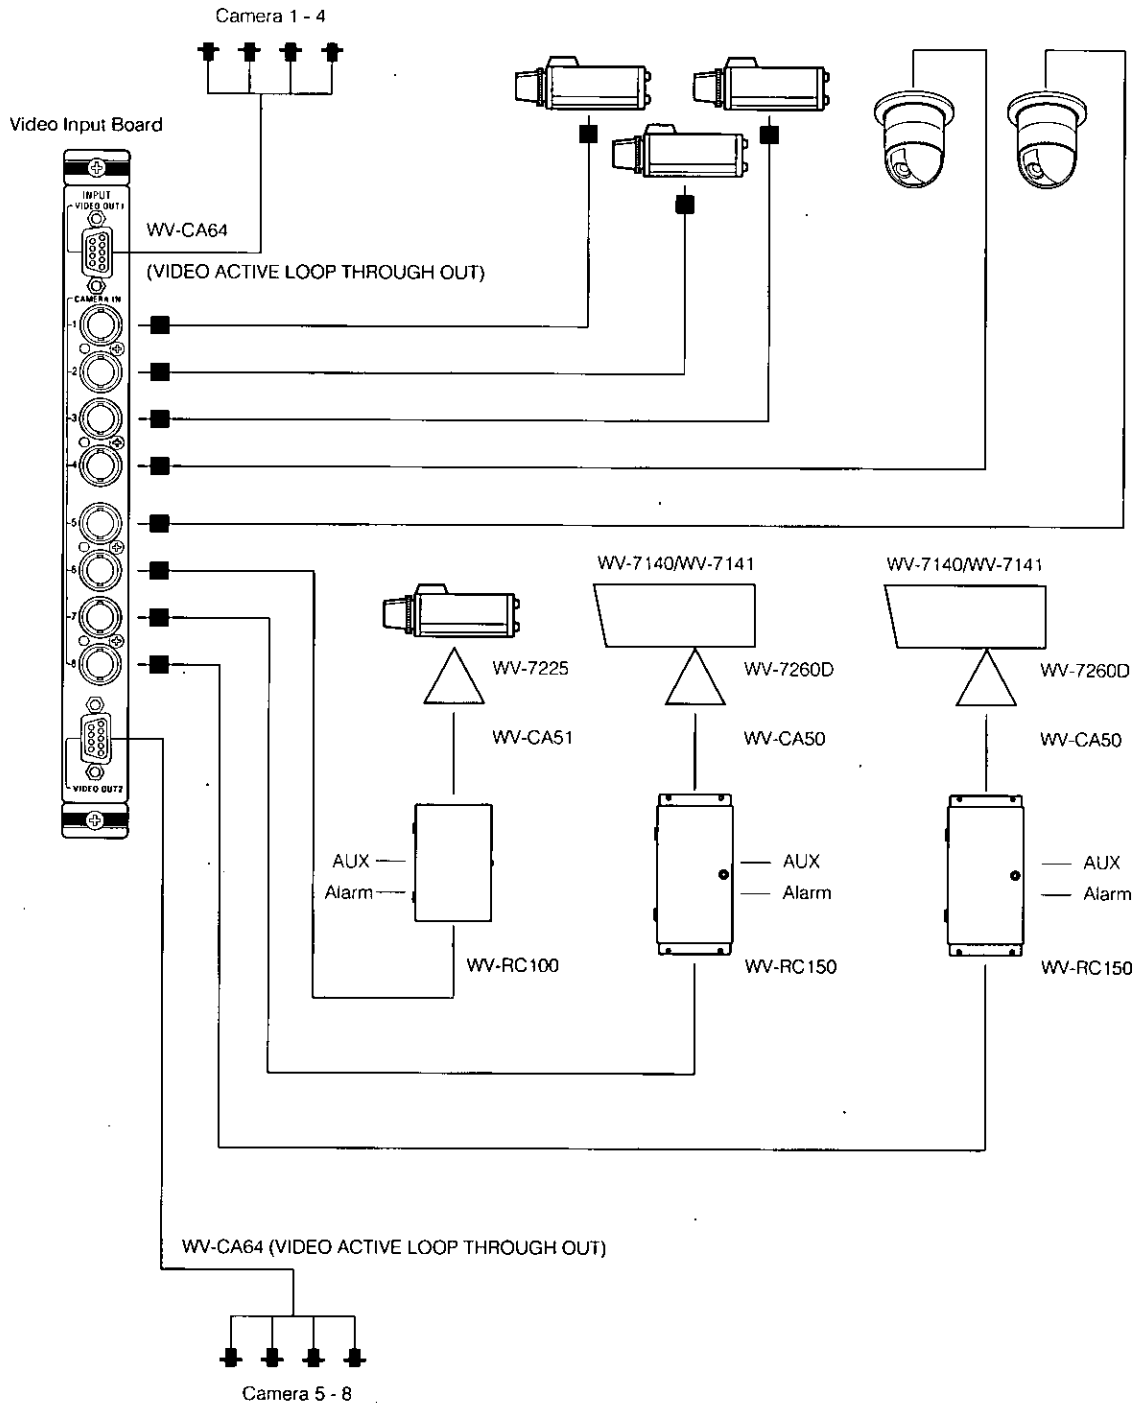 Camera 1 - 4
Video Input Board
INPUT
VIDEO OUT1
WV-CA64
(VIDEO ACTIVE LOOP THROUGH OUT)
CAMERA IN
1
2
3
4
5
6
7
8
VIDEO OUT2
WV-7140/WV-7141
WV-7140/WV-7141
WV-7225
WV-7260D
WV-7260D
WV-CA51
WV-CA50
WV-CA50
AUX
AUX
AUX
Alarm
Alarm
Alarm
WV-RC100
WV-RC150
WV-RC150
WV-CA64 (VIDEO ACTIVE LOOP THROUGH OUT)
Camera 5 - 8